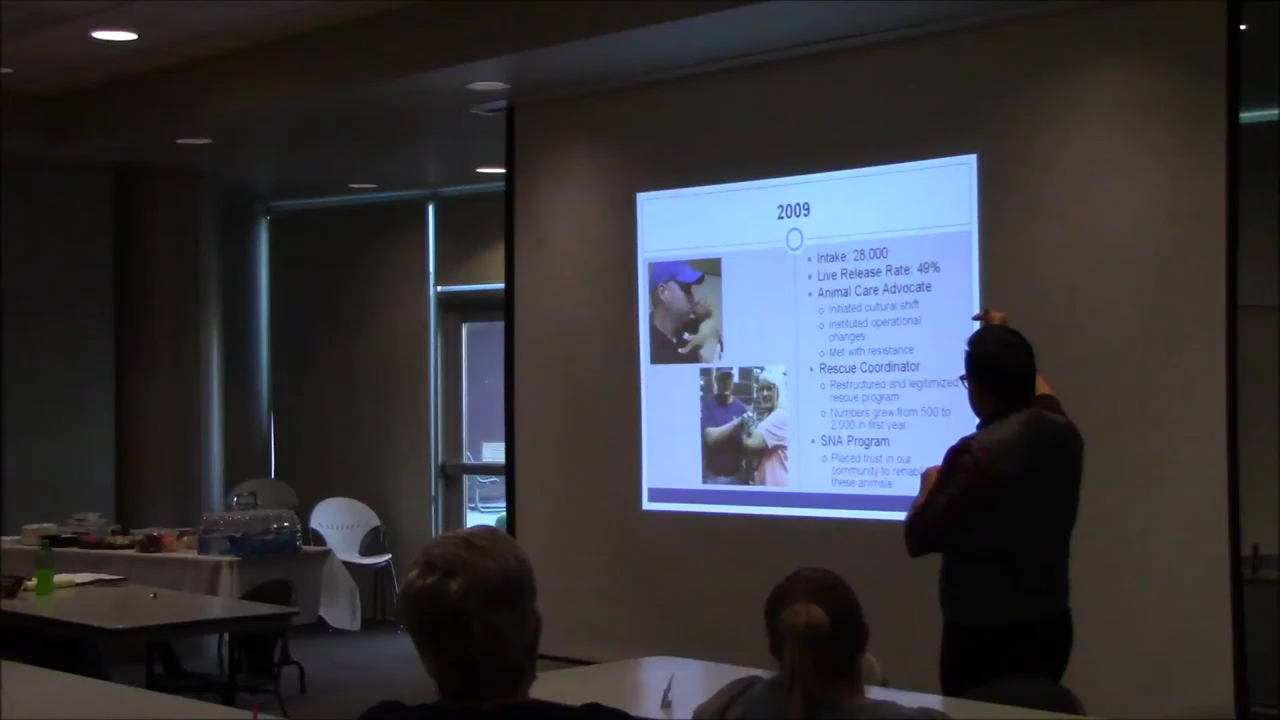 2009
• Intake: 28,000
• Live Release Rate: 49%
• Animal Care Advocate
o Initiated cultural shift
o Instituted operational
changes
o Met with resistance
• Rescue Coordinator
o Restructured and legitimized
rescue program
o Numbers grew from 500 to
2,000 in first year
• SNA Program
o Placed trust in our
community to rehabi
these animals